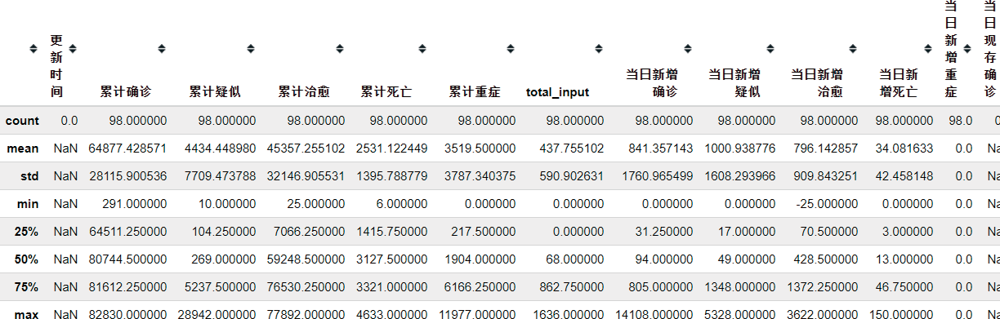 更新时间 累计确诊 累计疑似 累计治愈 累计死亡 累计重症 total_input 当日新增确诊 当日新增疑似 当日新增治愈 当日新增死亡 当日新增重症 当日现存确诊
count 0.0 98.000000 98.000000 98.000000 98.000000 98.000000 98.000000 98.000000 98.000000 98.000000 98.000000 98.0 0
mean NaN 64877.428571 4434.448980 45357.255102 2531.122449 3519.500000 437.755102 841.357143 1000.938776 796.142857 34.081633 0.0 Na
std NaN 28115.900536 7709.473788 32146.905531 1395.788779 3787.340375 590.902631 1760.965499 1608.293966 909.843251 42.458148 0.0 Na
min NaN 291.000000 10.000000 25.000000 6.000000 0.000000 0.000000 0.000000 0.000000 -25.000000 0.000000 0.0 Na
25% NaN 64511.250000 104.250000 7066.250000 1415.750000 217.500000 0.000000 31.250000 17.000000 70.500000 3.000000 0.0 Na
50% NaN 80744.500000 269.000000 59248.500000 3127.500000 1904.000000 68.000000 94.000000 49.000000 428.500000 13.000000 0.0 Na
75% NaN 81612.250000 5237.500000 76530.250000 3321.000000 6166.250000 862.750000 805.000000 1348.000000 1372.250000 46.750000 0.0 Na
max NaN 82830.000000 28942.000000 77892.000000 4633.000000 11977.000000 1636.000000 14108.000000 5328.000000 3622.000000 150.000000 0.0 Na